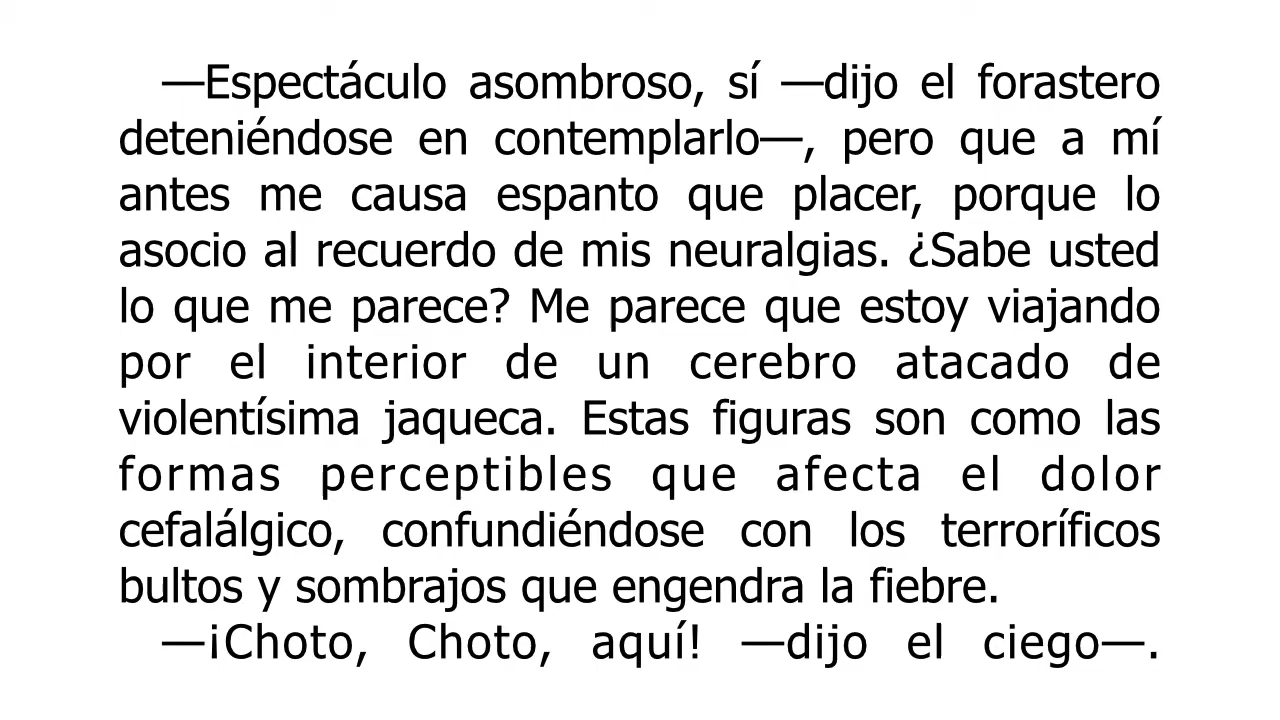 —Espectáculo asombroso, sí —dijo el forastero
deteniéndose en contemplarlo—, pero que a mí
antes me causa espanto que placer, porque lo
asocio al recuerdo de mis neuralgias. ¿Sabe usted
lo que me parece? Me parece que estoy viajando
por el interior de un cerebro atacado de
violentísima jaqueca. Estas figuras son como las
formas perceptibles que afecta el dolor
cefalálgico, confundiéndose con los terroríficos
bultos y sombrajos que engendra la fiebre.
—¡Choto, Choto, aquí! —dijo el ciego—.